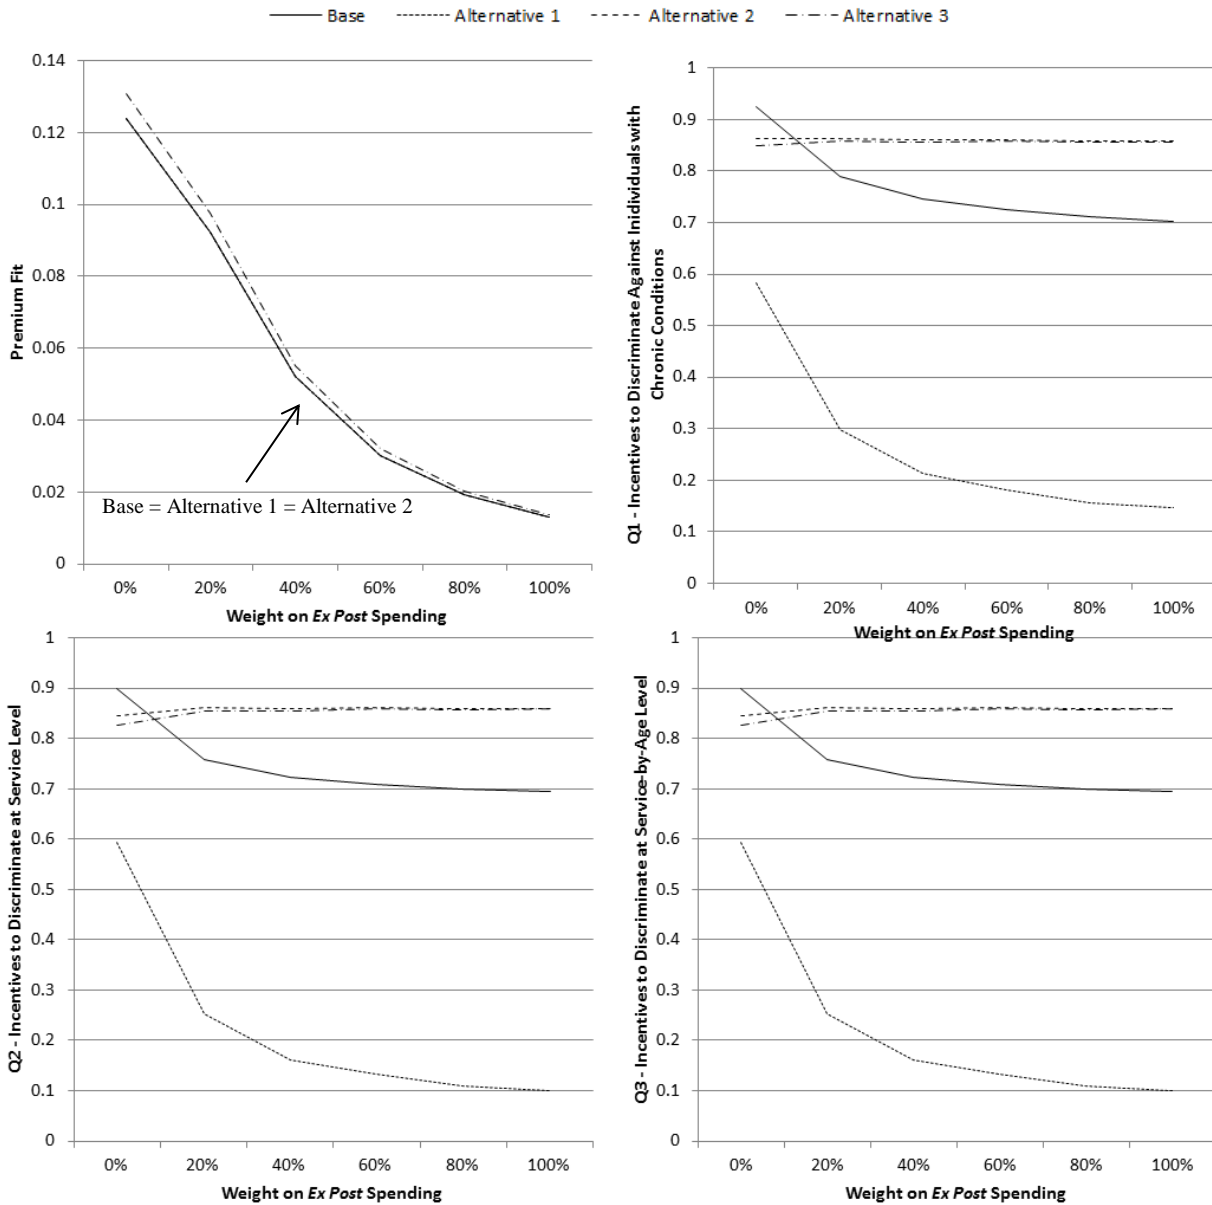 Base Alternative 1 Alternative 2 Alternative 3
0.14
0.12
0.1
0.08
0.06
0.04
0.02
0
Premium Fit
Base = Alternative 1 = Alternative 2
0% 20% 40% 60% 80% 100%
Weight on Ex Post Spending
1
0.9
0.8
0.7
0.6
0.5
0.4
0.3
0.2
0.1
0
Q1 - Incentives to Discriminate Against Inidividuals with
Chronic Conditions
0% 20% 40% 60% 80% 100%
Weight on Ex Post Spending
1
0.9
0.8
0.7
0.6
0.5
0.4
0.3
0.2
0.1
0
Q2 - Incentives to Discriminate at Service Level
0% 20% 40% 60% 80% 100%
Weight on Ex Post Spending
1
0.9
0.8
0.7
0.6
0.5
0.4
0.3
0.2
0.1
0
Q3 - Incentives to Discriminate at Service-by-Age Level
0% 20% 40% 60% 80% 100%
Weight on Ex Post Spending